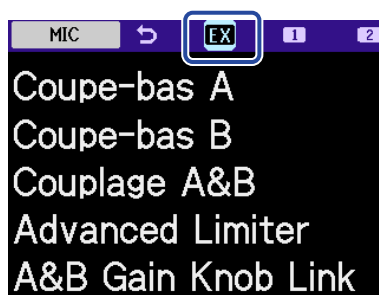 MIC EX 1 2
Coupe-bas A
Coupe-bas B
Couplage A&B
Advanced Limiter
A&B Gain Knob Link